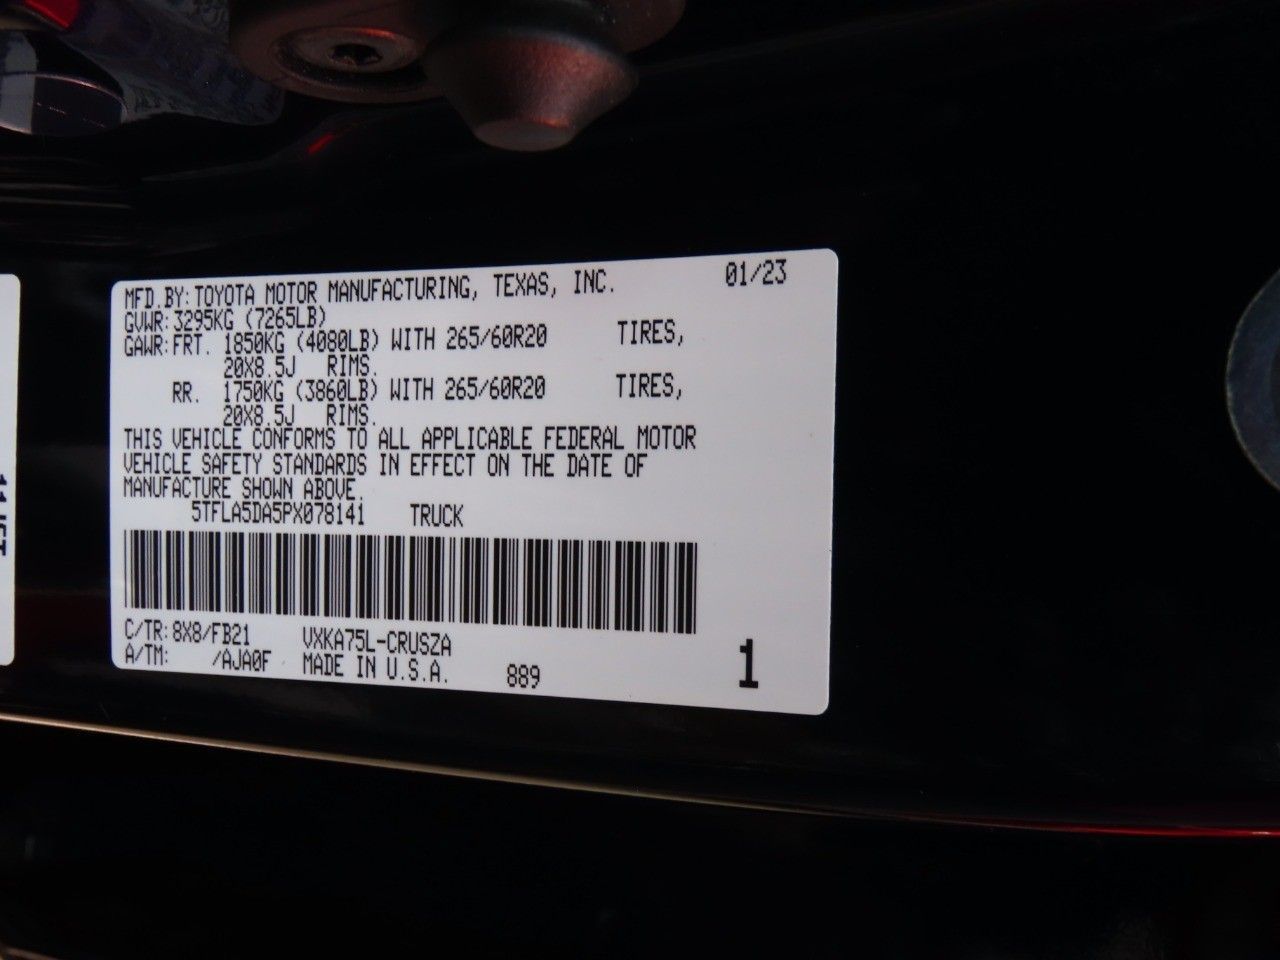 MFD.BY:TOYOTA MOTOR MANUFACTURING, TEXAS, INC. 01/23
GVWR:3295KG (7265LB)
GAWR:FRT. 1850KG (4080LB) WITH 265/60R20 TIRES,
20X8.5J RIMS.
RR. 1750KG (3860LB) WITH 265/60R20 TIRES,
20X8.5J RIMS.
THIS VEHICLE CONFORMS TO ALL APPLICABLE FEDERAL MOTOR
VEHICLE SAFETY STANDARDS IN EFFECT ON THE DATE OF
MANUFACTURE SHOWN ABOVE.
5TFLA5DA5PX078141 TRUCK
C/TR:8X8/FB21 VXKA75L-CRUSZA
A/TM: /AJA0F MADE IN U.S.A. 889 1